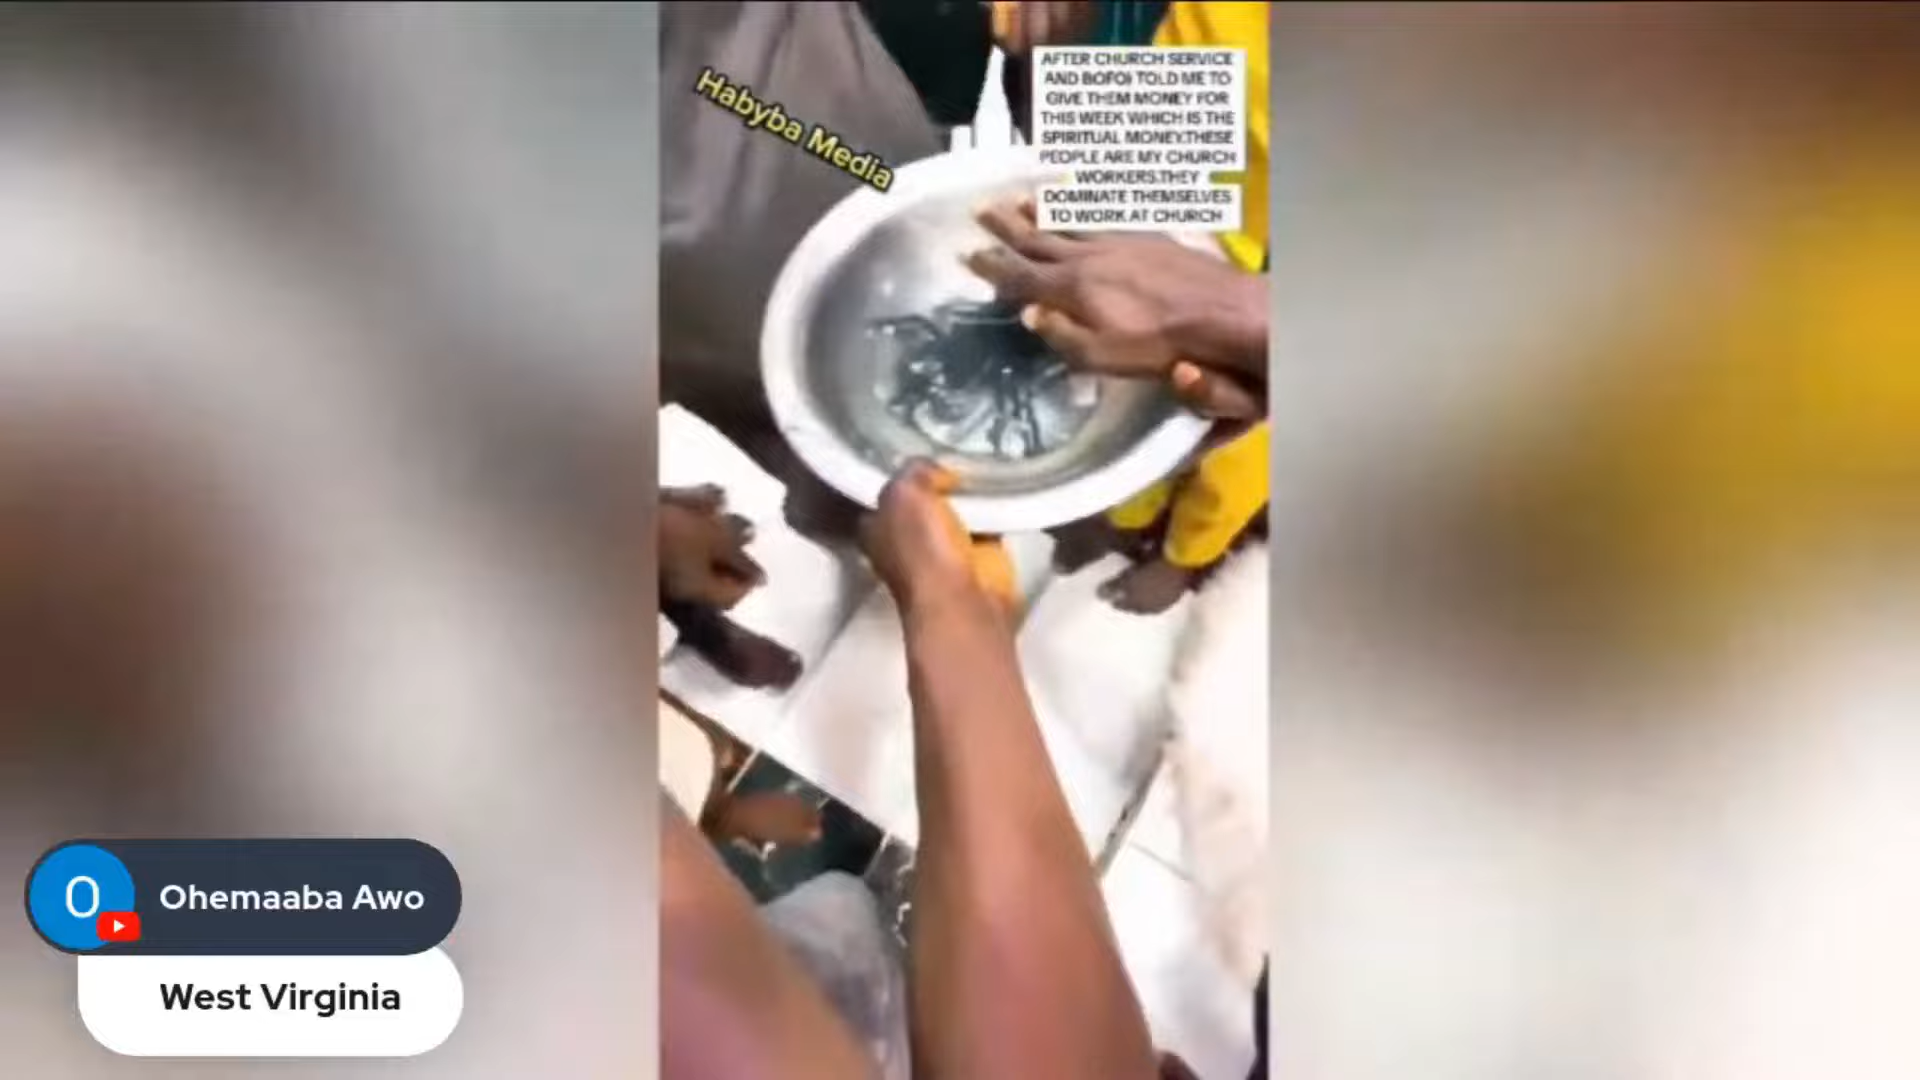 Habyba Media
AFTER CHURCH SERVICE
AND BOFOI TOLD ME TO
GIVE THEM MONEY FOR
THIS WEEK WHICH IS THE
SPIRITUAL MONEY.THESE
PEOPLE ARE MY CHURCH
WORKERS.THEY
DOMINATE THEMSELVES
TO WORK AT CHURCH
O
Ohemaaba Awo
West Virginia